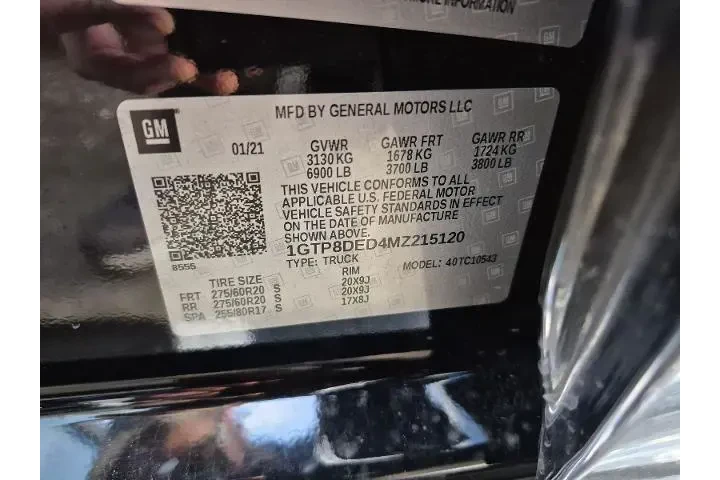 INFORMATION
MFD BY GENERAL MOTORS LLC
GM
01/21 GVWR GAWR FRT GAWR RR
3130 KG 1678 KG 1724 KG
6900 LB 3700 LB 3800 LB
THIS VEHICLE CONFORMS TO ALL
APPLICABLE U.S. FEDERAL MOTOR
VEHICLE SAFETY STANDARDS IN EFFECT
ON THE DATE OF MANUFACTURE
1GTP8DED4MZ215120
8555
TYPE: TRUCK MODEL: 40TC10543
TIRE SIZE RIM
FRT 275/60R20 S 20X9J
RR 275/60R20 S 20X9J
SPA 255/80R17 S 17X8J